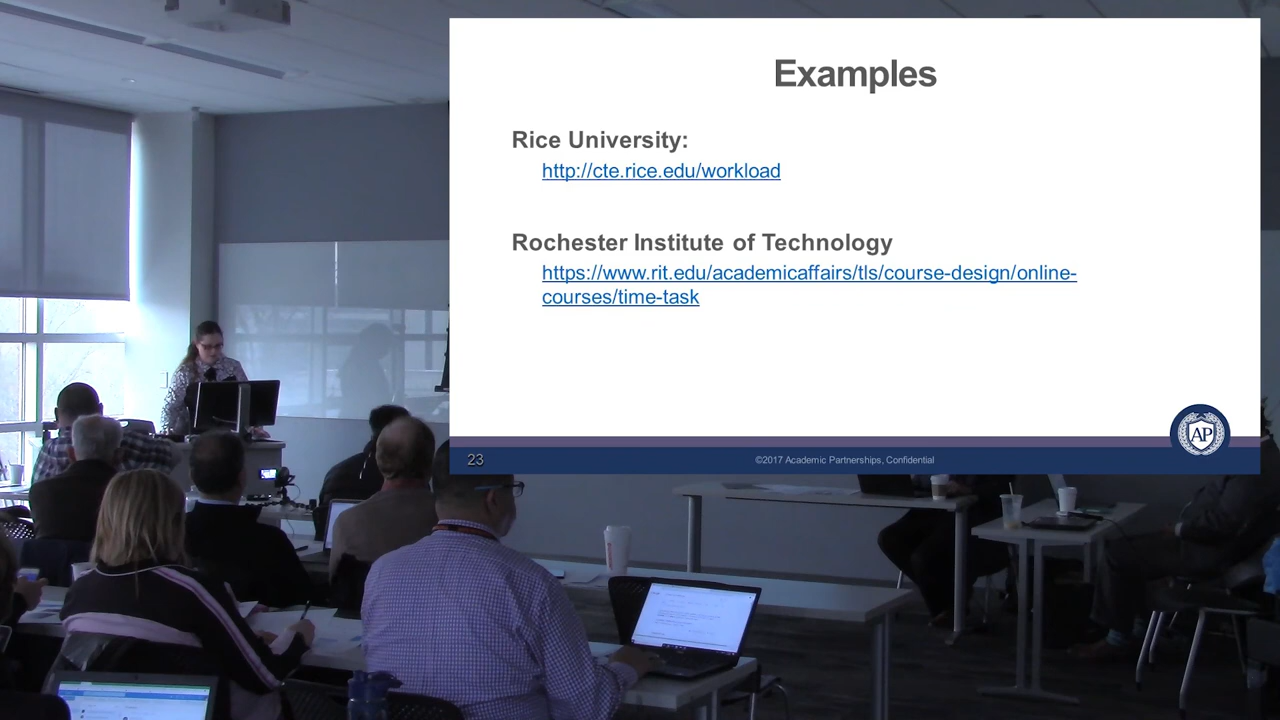 Examples
Rice University:
http://cte.rice.edu/workload
Rochester Institute of Technology
https://www.rit.edu/academicaffairs/tls/course-design/online-
courses/time-task
AP
23
©2017 Academic Partnerships, Confidential